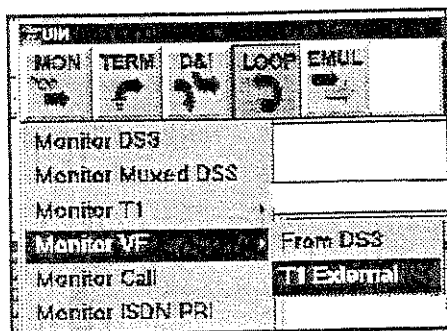 MON TERM D&I LOOP EMUL
Monitor DS3
Monitor Muxed DS3
Monitor T1
Monitor VF
From DS3
T1 External
Monitor Call
Monitor ISDN PRI